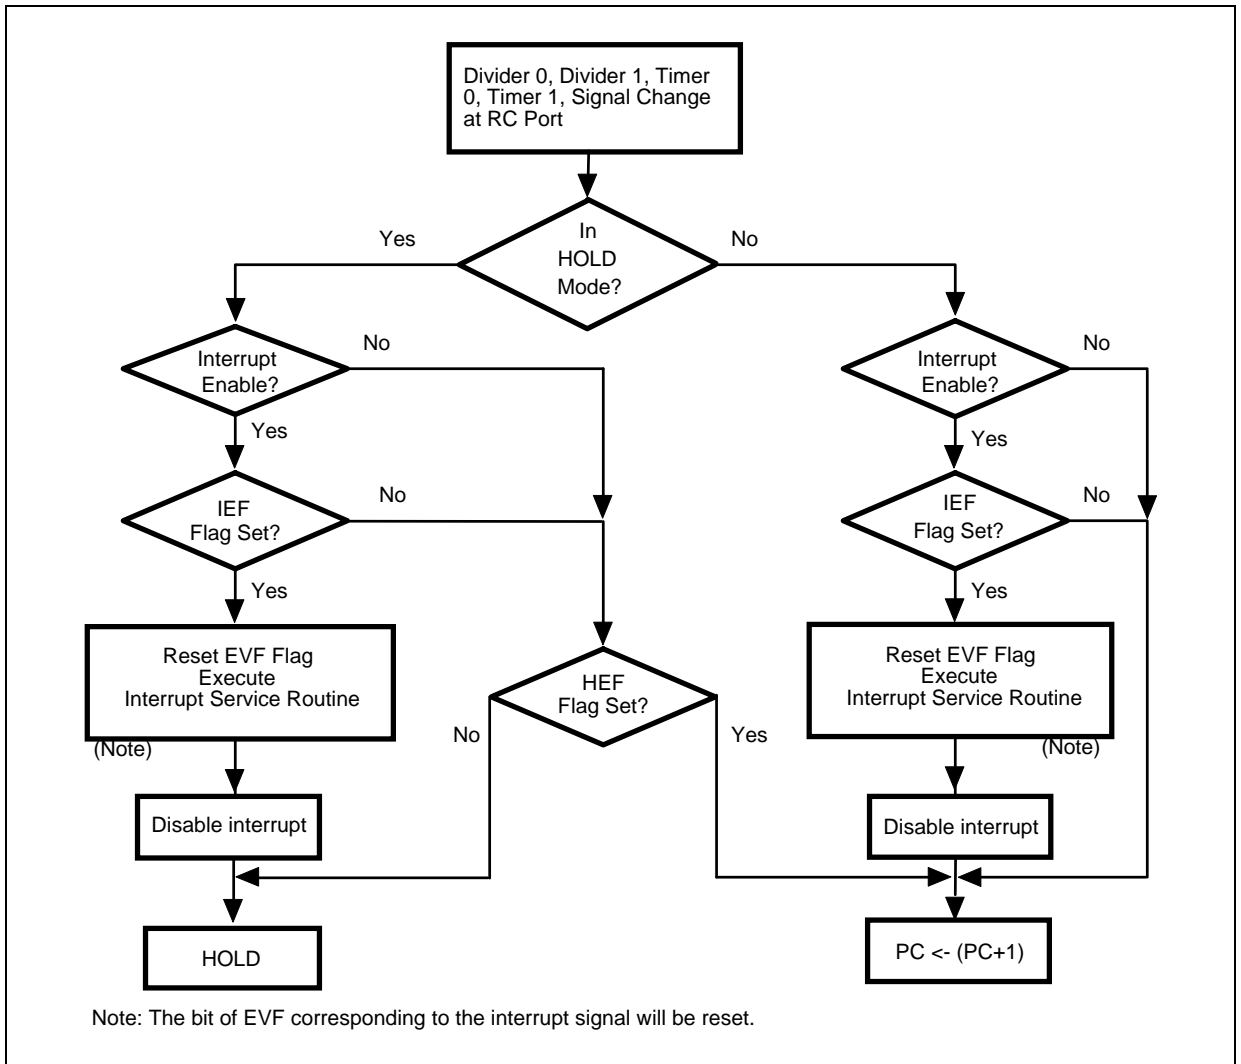 Divider 0, Divider 1, Timer
0, Timer 1, Signal Change
at RC Port
In
HOLD
Mode?
Yes
No
Interrupt
Enable?
No
Interrupt
Enable?
No
Yes
Yes
IEF
Flag Set?
No
IEF
Flag Set?
No
Yes
Yes
Reset EVF Flag
Execute
Interrupt Service Routine
(Note)
HEF
Flag Set?
No
Yes
Reset EVF Flag
Execute
Interrupt Service Routine
(Note)
Disable interrupt
Disable interrupt
HOLD
PC <- (PC+1)
Note: The bit of EVF corresponding to the interrupt signal will be reset.